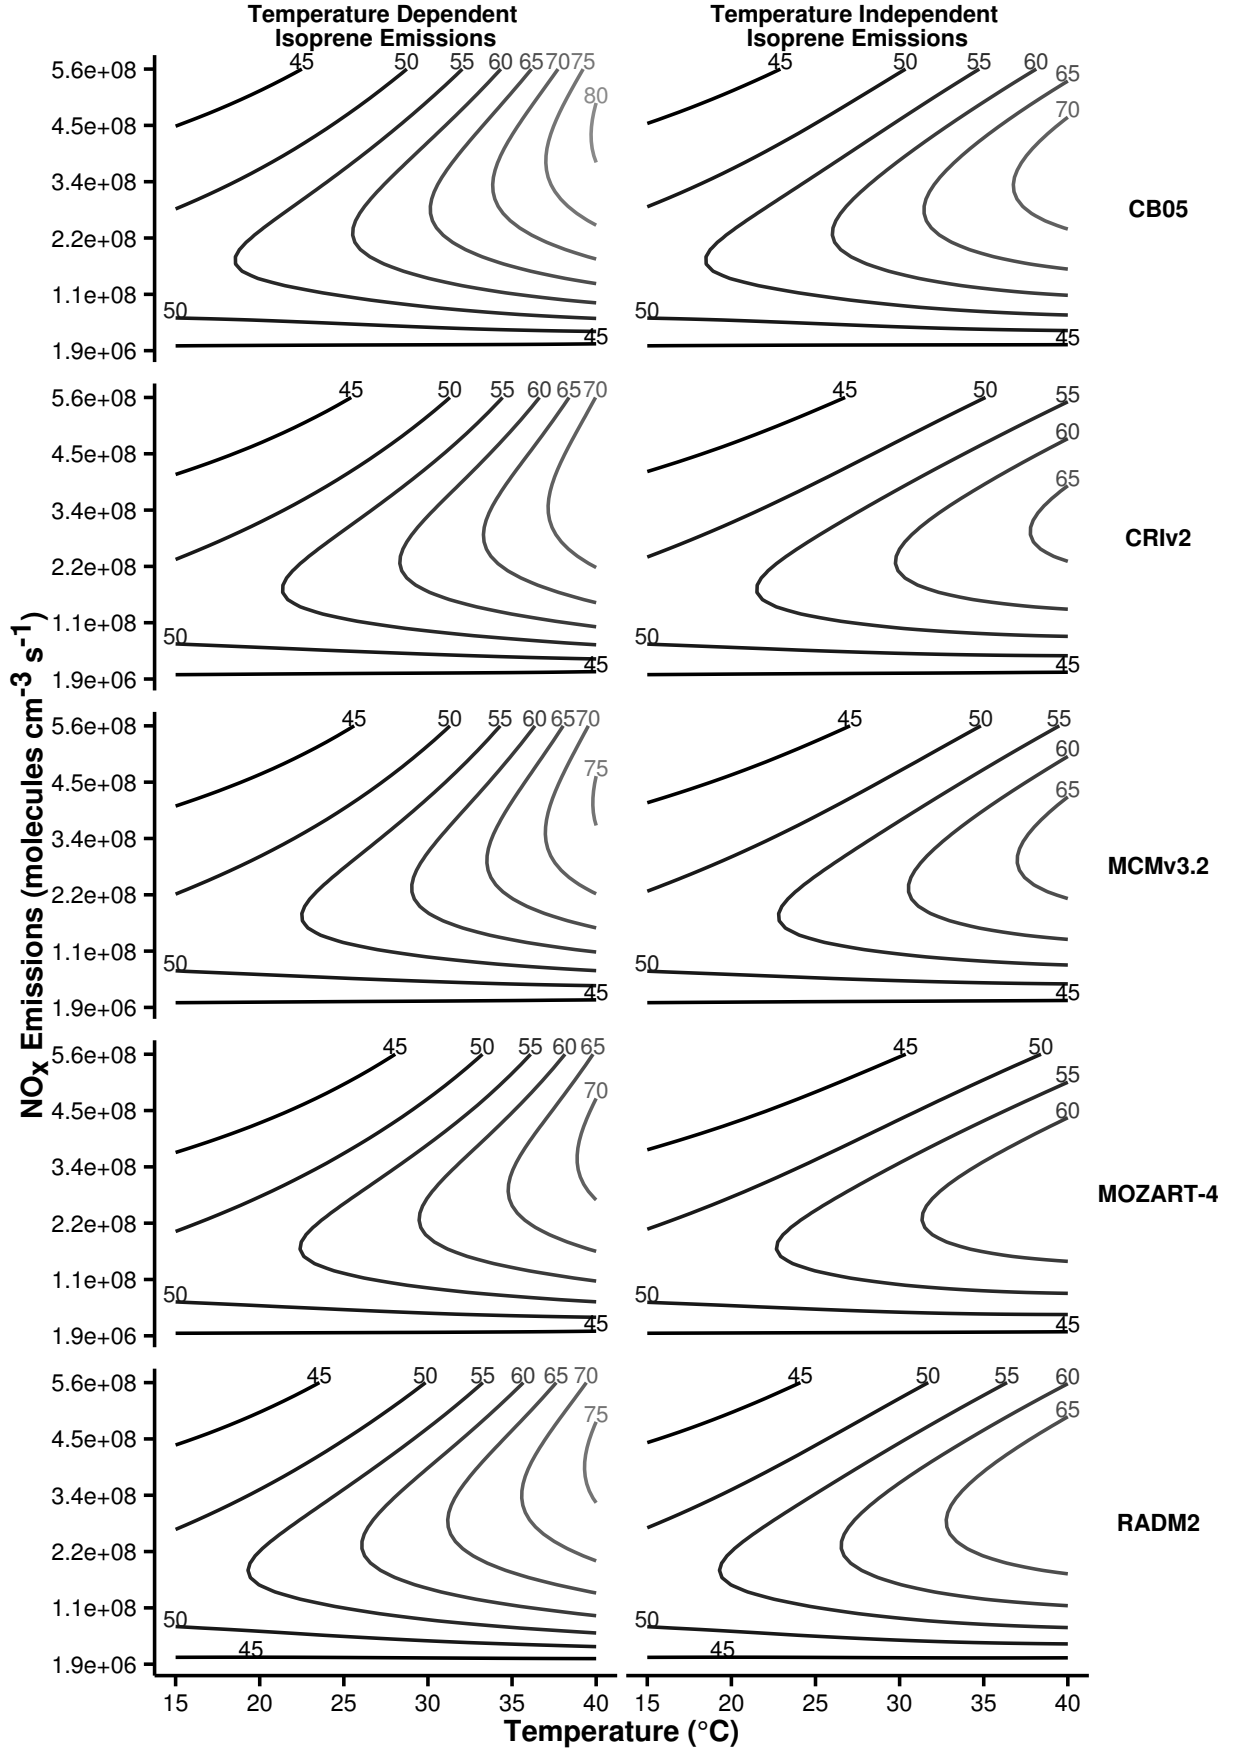 Temperature Dependent
Isoprene Emissions
Temperature Independent
Isoprene Emissions
45 50 55 60 65 70 75
80
50
45
45 50 55 60 65
70
50
45
5.6e+08
4.5e+08
3.4e+08
2.2e+08
1.1e+08
1.9e+06
CB05
45 50 55 60 65 70
50
45
45 50 55
60
65
50
45
5.6e+08
4.5e+08
3.4e+08
2.2e+08
1.1e+08
1.9e+06
CRIv2
45 50 55 60 65 70
75
50
45
45 50 55
60
65
50
45
5.6e+08
4.5e+08
3.4e+08
2.2e+08
1.1e+08
1.9e+06
MCMv3.2
45 50 55 60 65
70
50
45
45 50
55
60
50
45
5.6e+08
4.5e+08
3.4e+08
2.2e+08
1.1e+08
1.9e+06
MOZART-4
45 50 55 60 65 70
75
50
45
45 50 55 60
65
50
45
5.6e+08
4.5e+08
3.4e+08
2.2e+08
1.1e+08
1.9e+06
RADM2
NOx Emissions (molecules cm-3 s-1)
15 20 25 30 35 40
15 20 25 30 35 40
Temperature (°C)